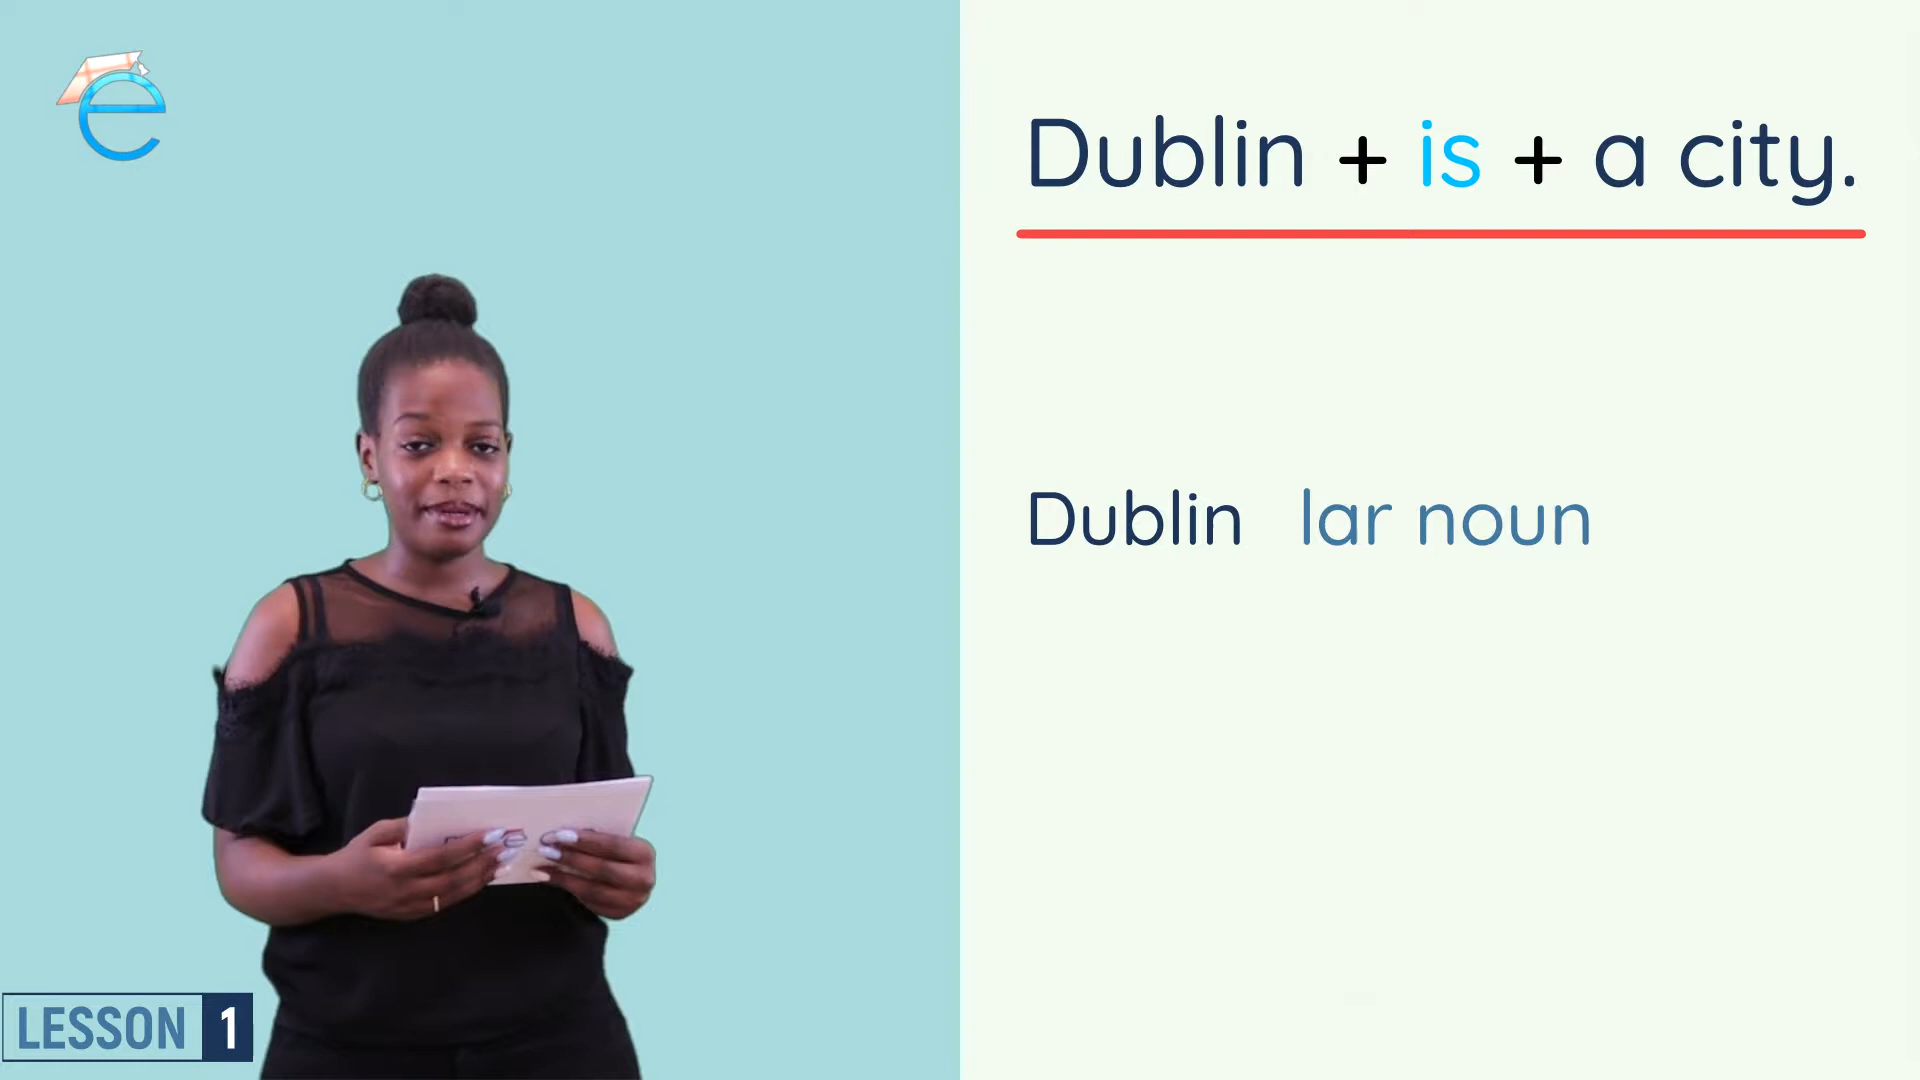 Dublin + is + a city.
Dublin lar noun
LESSON 1